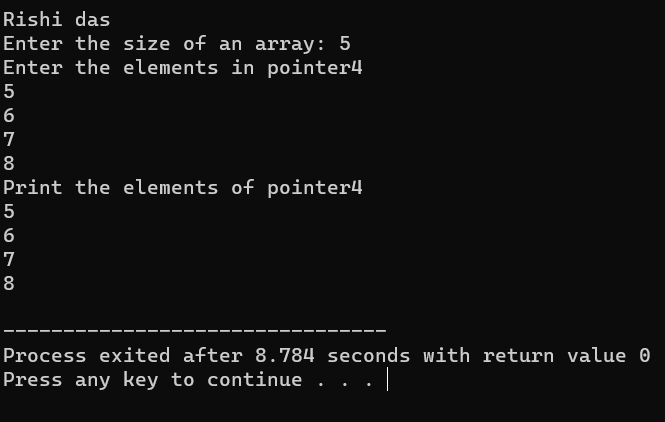 Rishi das
Enter the size of an array: 5
Enter the elements in pointer4
5
6
7
8
Print the elements of pointer4
5
6
7
8
--------------------------------
Process exited after 8.784 seconds with return value 0
Press any key to continue . . .